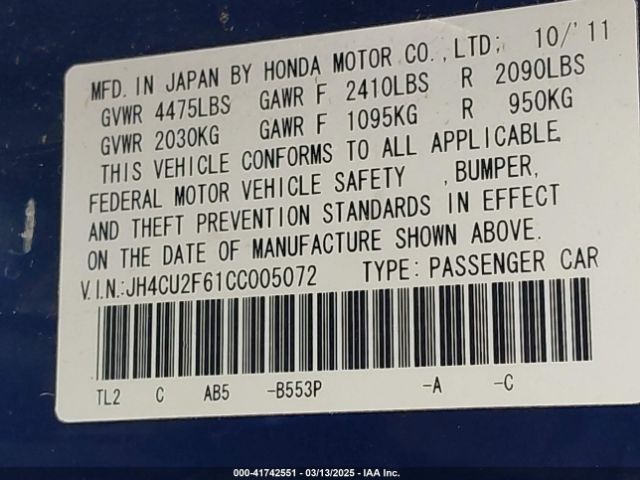 MFD. IN JAPAN BY HONDA MOTOR CO.,LTD; 10/'11
GVWR 4475LBS GAWR F 2410LBS R 2090LBS
GVWR 2030KG GAWR F 1095KG R 950KG
THIS VEHICLE CONFORMS TO ALL APPLICABLE
FEDERAL MOTOR VEHICLE SAFETY ,BUMPER,
AND THEFT PREVENTION STANDARDS IN EFFECT
ON THE DATE OF MANUFACTURE SHOWN ABOVE.
V.I.N.:JH4CU2F61CC005072 TYPE: PASSENGER CAR
TL2 C AB5 -B553P -A -C
000-41742551 - 03/13/2025 - IAA Inc.